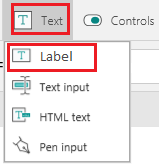 Text Controls
Label
Text input
HTML text
Pen input